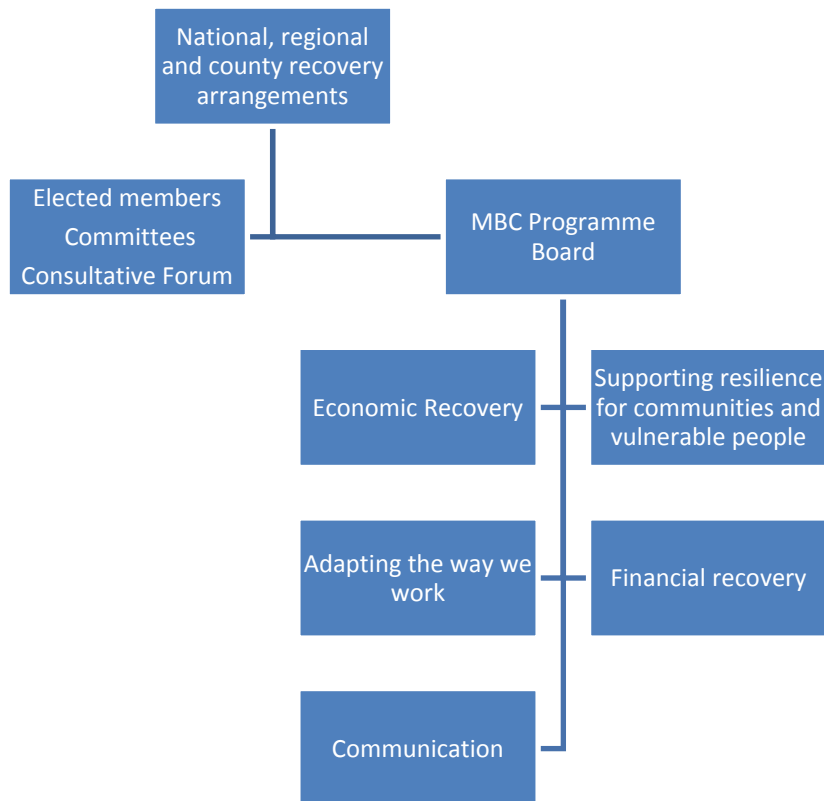 National, regional
and county recovery
arrangements
Elected members
Committees
Consultative Forum
MBC Programme
Board
Economic Recovery
Supporting resilience
for communities and
vulnerable people
Adapting the way we
work
Financial recovery
Communication